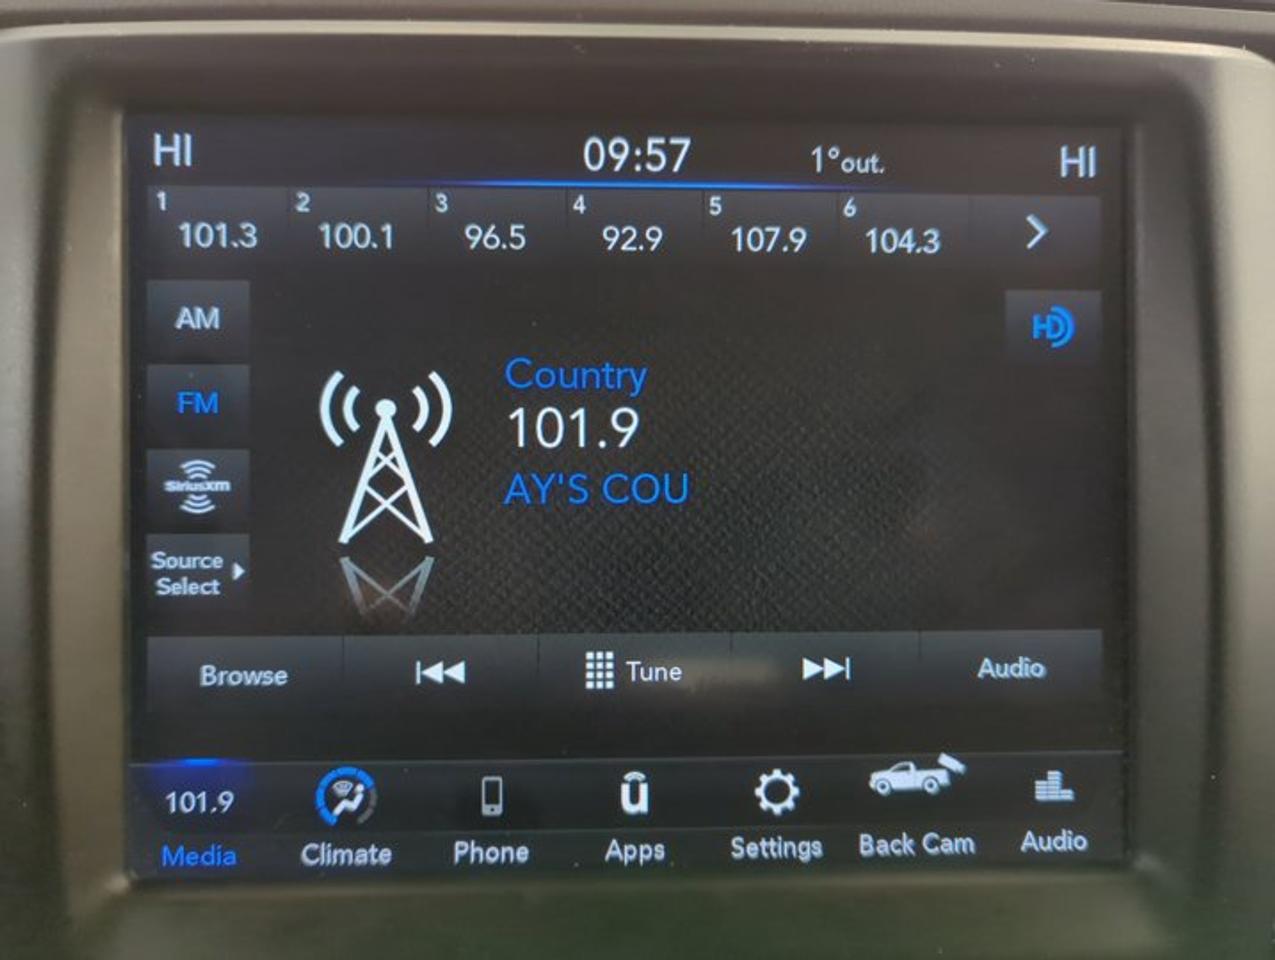 HI 09:57 1°out. HI
1 2 3 4 5 6
101.3 100.1 96.5 92.9 107.9 104.3
AM
HD
Country
FM
101.9
SiriusXM
AY'S COU
Source
Select
Browse Tune Audio
101.9
Media Climate Phone Apps Settings Back Cam Audio